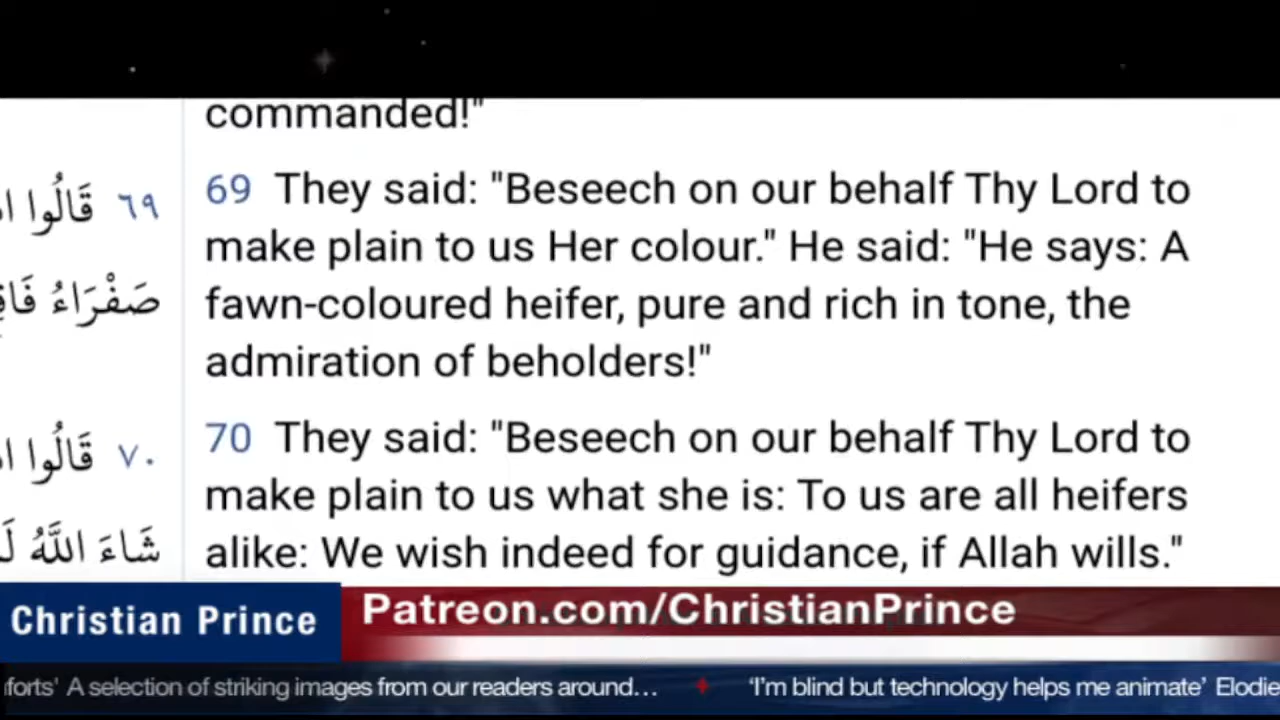 commanded!"
قَالُوا ٦٩
69 They said: "Beseech on our behalf Thy Lord to
make plain to us Her colour." He said: "He says: A
صَفْرَاءُ
fawn-coloured heifer, pure and rich in tone, the
admiration of beholders!"
قَالُوا ٧٠
70 They said: "Beseech on our behalf Thy Lord to
make plain to us what she is: To us are all heifers
شَاءَ اللَّهُ
alike: We wish indeed for guidance, if Allah wills."
Christian Prince
Patreon.com/ChristianPrince
forts' A selection of striking images from our readers around... 'I'm blind but technology helps me animate' Elodie